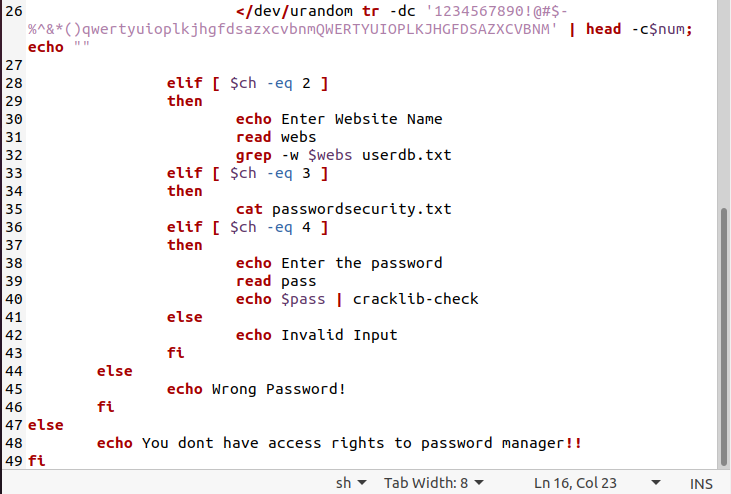 26 </dev/urandom tr -dc '1234567890!@#$-
%^&*()qwertyuioplkjhgfdsazxcvbnmQWERTYUIOPLKJHGFDSAZXCVBNM' | head -c$num;
echo ""
27
28 elif [ $ch -eq 2 ]
29 then
30 echo Enter Website Name
31 read webs
32 grep -w $webs userdb.txt
33 elif [ $ch -eq 3 ]
34 then
35 cat passwordsecurity.txt
36 elif [ $ch -eq 4 ]
37 then
38 echo Enter the password
39 read pass
40 echo $pass | cracklib-check
41 else
42 echo Invalid Input
43 fi
44 else
45 echo Wrong Password!
46 fi
47 else
48 echo You dont have access rights to password manager!!
49 fi
sh Tab Width: 8 Ln 16, Col 23 INS